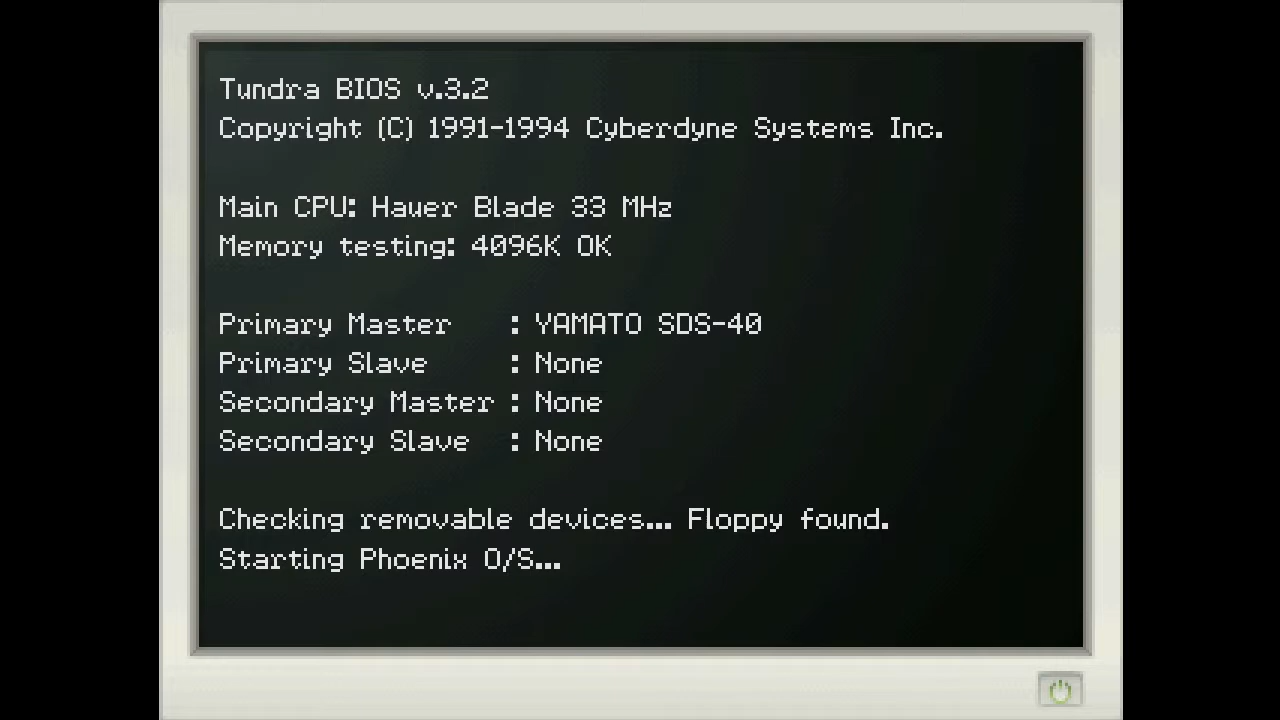 Tundra BIOS v.3.2
Copyright (C) 1991-1994 Cyberdyne Systems Inc.
Main CPU: Hauer Blade 33 MHz
Memory testing: 4096K OK
Primary Master : YAMATO SDS-40
Primary Slave : None
Secondary Master : None
Secondary Slave : None
Checking removable devices... Floppy found.
Starting Phoenix O/S...